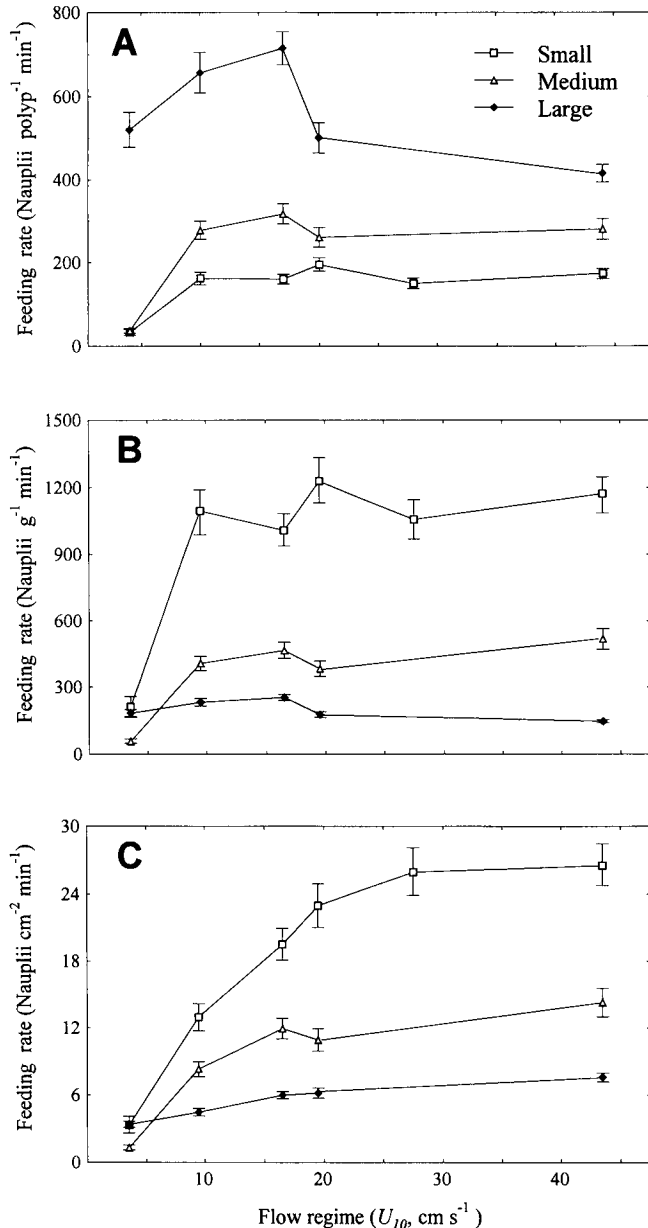 A
800
600
400
200
0
Feeding rate (Nauplii polyp⁻¹ min⁻¹)
Small
Medium
Large
B
1500
1200
900
600
300
0
Feeding rate (Nauplii g⁻¹ min⁻¹)
C
30
24
18
12
6
0
Feeding rate (Nauplii cm⁻² min⁻¹)
10 20 30 40
Flow regime (U₁₀, cm s⁻¹)